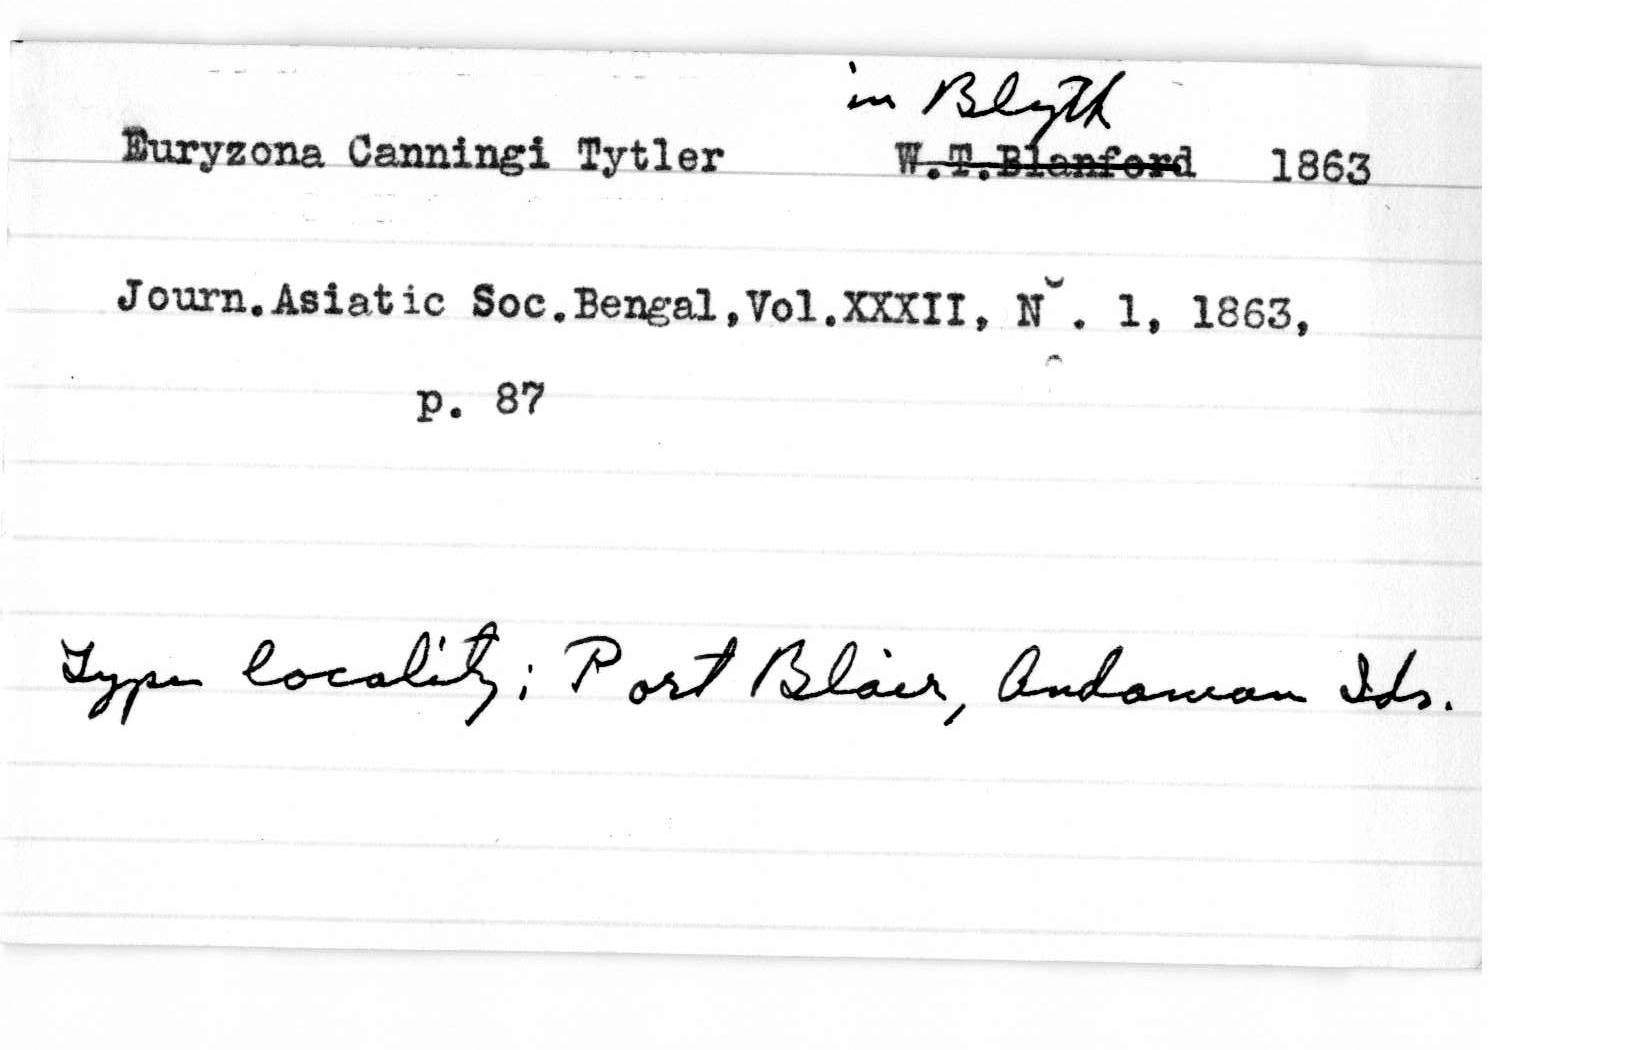 in Blyth
Euryzona Canningi Tytler W.T.Blanford 1863
Journ.Asiatic Soc.Bengal,Vol.XXXII, N˘. 1, 1863,
p. 87
Type locality; Port Blair, Andaman Ids.